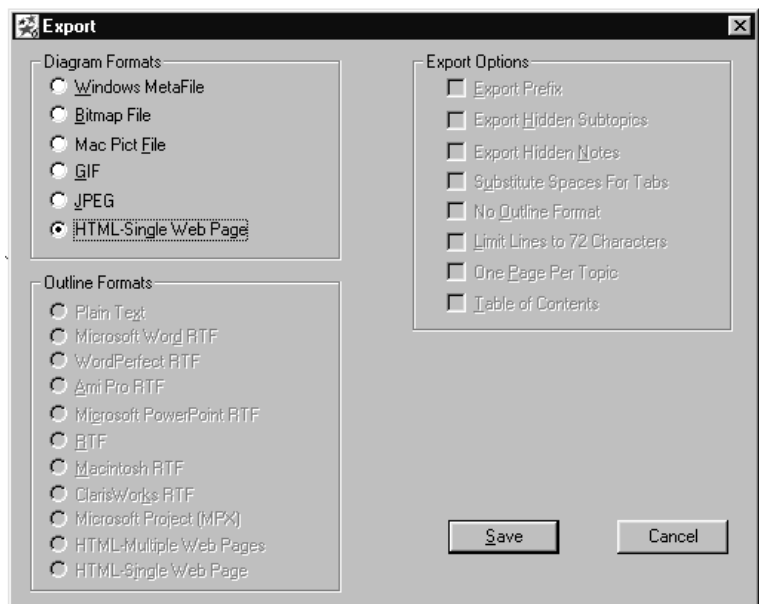 Export
Diagram Formats
Windows MetaFile
Bitmap File
Mac Pict File
GIF
JPEG
HTML-Single Web Page
Outline Formats
Plain Text
Microsoft Word RTF
WordPerfect RTF
Ami Pro RTF
Microsoft PowerPoint RTF
RTF
Macintosh RTF
ClarisWorks RTF
Microsoft Project (MPX)
HTML-Multiple Web Pages
HTML-Single Web Page
Export Options
Export Prefix
Export Hidden Subtopics
Export Hidden Notes
Substitute Spaces For Tabs
No Outline Format
Limit Lines to 72 Characters
One Page Per Topic
Table of Contents
Save
Cancel